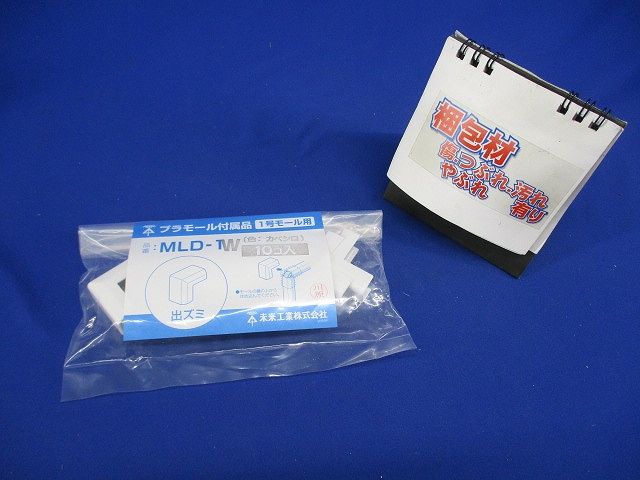 プラモール付属品 1号モール用
品番: MLD-1W (色: カベシロ)
10コ入
出ズミ
未来工業株式会社
梱包材
傷、つぶれ、汚れ
やぶれ 有り